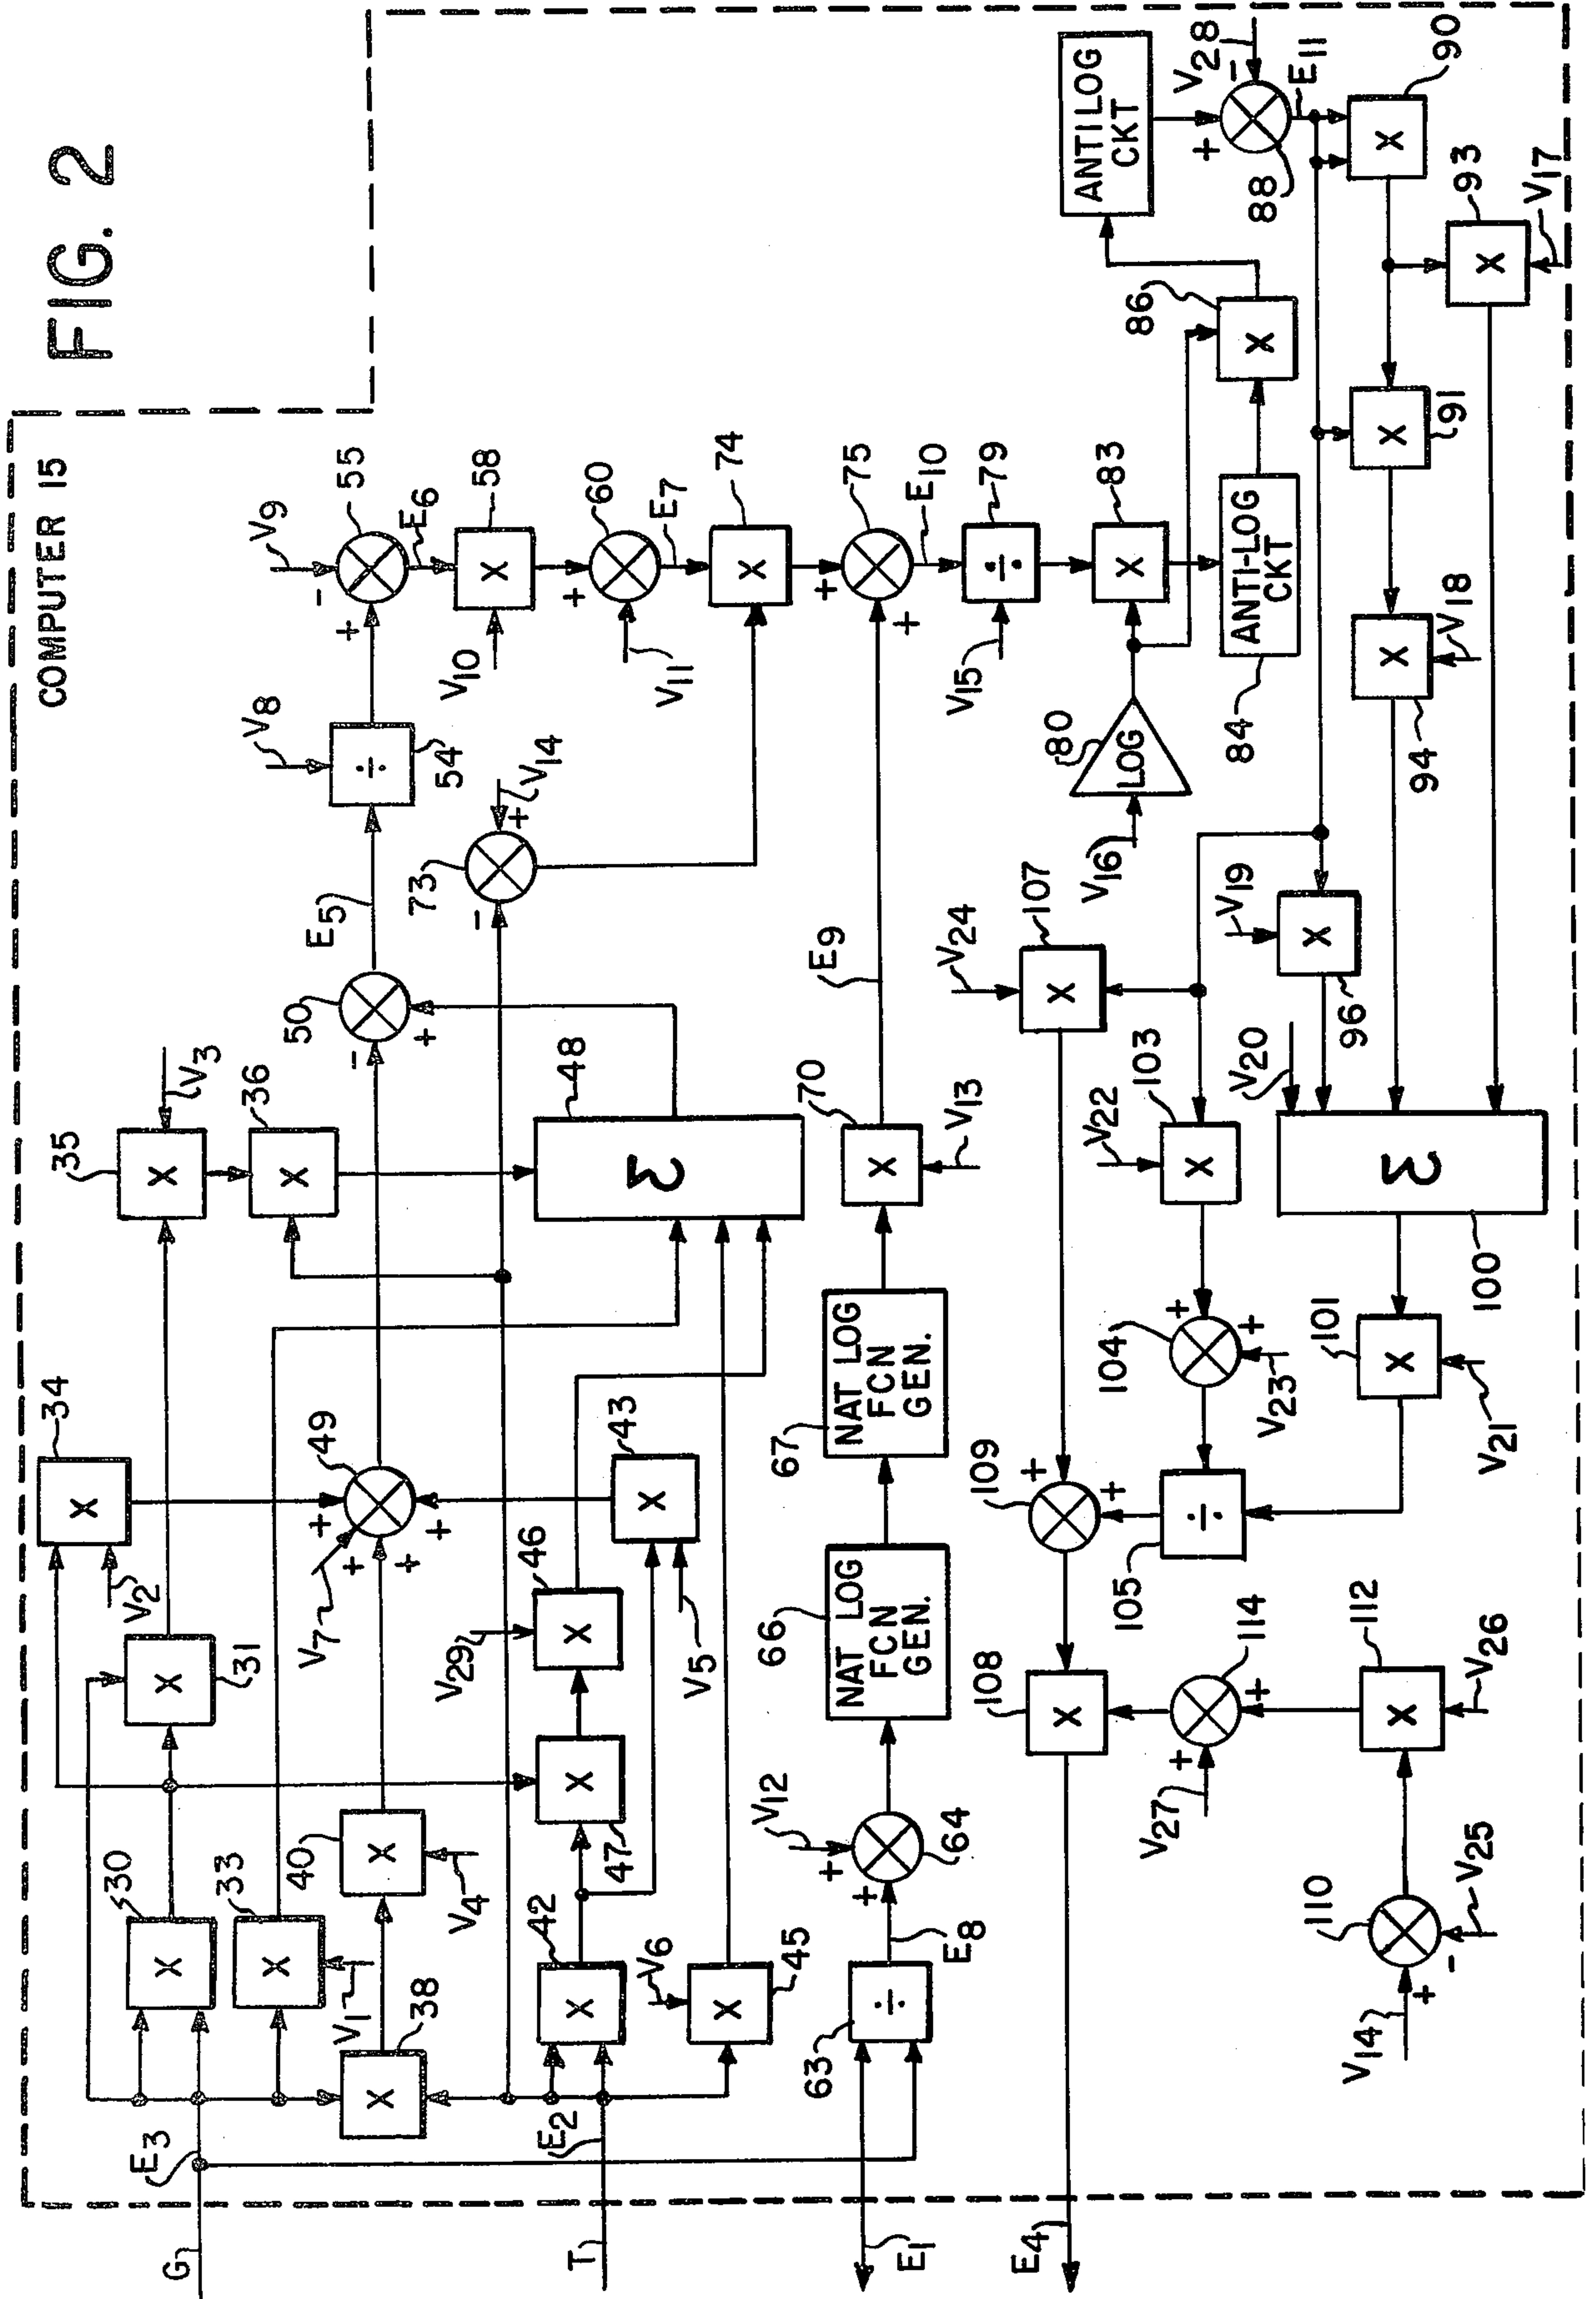 FIG. 2
COMPUTER 15
G
E3
T
E2
E1
E4
30
X
31
X
33
X
V1
34
X
V2
35
X
V3
36
X
38
X
40
X
V4
42
X
43
X
V5
45
X
V6
46
X
V29
47
X
48
Σ
49
+
+
+
+
V7
50
-
+
E5
54
÷
V8
55
+
-
V9
E6
58
X
V10
60
+
V11
E7
73
-
+
V14
74
X
63
÷
E8
64
+
+
V12
66
NAT LOG
FCN
GEN.
67
NAT LOG
FCN
GEN.
70
X
V13
E9
75
+
+
E10
79
÷
V15
80
LOG
V16
83
X
84
ANTI-LOG
CKT
86
X
ANTILOG
CKT
88
+
-
V28
E11
90
X
91
X
93
X
V17
94
X
V18
96
X
V19
V20
100
Σ
101
X
V21
103
X
V22
104
+
+
V23
105
÷
107
X
V24
109
+
+
108
X
110
+
-
V14
V25
112
X
V26
114
+
+
V27